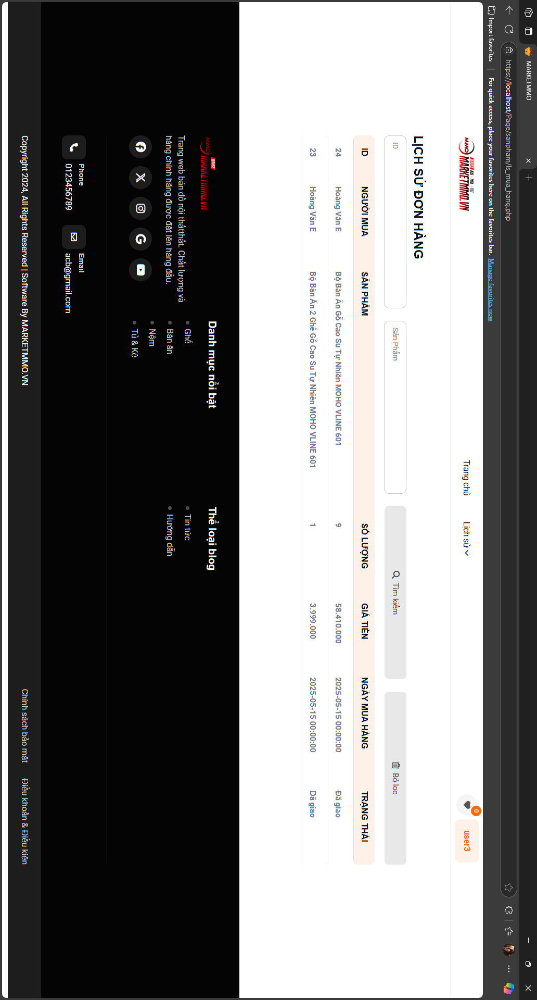 MARKETMMO
https://localhost/Page/sanpham/ls_mua_hang.php
Import favorites
For quick access, place your favorites here on the favorites bar. Manage favorites now
MMO
SERVICE ADS - TOOL - TUT
MARKETMMO.VN
Trang chủ
Lịch sử
0
user3
LỊCH SỬ ĐƠN HÀNG
ID
Sản Phẩm
Tìm kiếm
Bỏ lọc
ID NGƯỜI MUA SẢN PHẨM SỐ LƯỢNG GIÁ TIỀN NGÀY MUA HÀNG TRẠNG THÁI
24 Hoàng Văn E Bộ Bàn Ăn Gỗ Cao Su Tự Nhiên MOHO VLINE 601 9 58.410.000 2025-05-15 00:00:00 Đã giao
23 Hoàng Văn E Bộ Bàn Ăn 2 Ghế Gỗ Cao Su Tự Nhiên MOHO VLINE 601 1 3.999.000 2025-05-15 00:00:00 Đã giao
MMO
SERVICE
MARKETMMO.VN
Trang web bán đồ nội thấtthất. Chất lượng và
hàng chính hãng được đặt lên hàng đầu.
Danh mục nổi bật
Ghế
Bàn ăn
Nệm
Tủ & Kệ
Thể loại blog
Tin tức
Hướng dẫn
Phone
0123456789
Email
acb@gmail.com
Copyright 2024, All Rights Reserved | Software By MARKETMMO.VN
Chính sách bảo mật
Điều khoản & Điều kiện